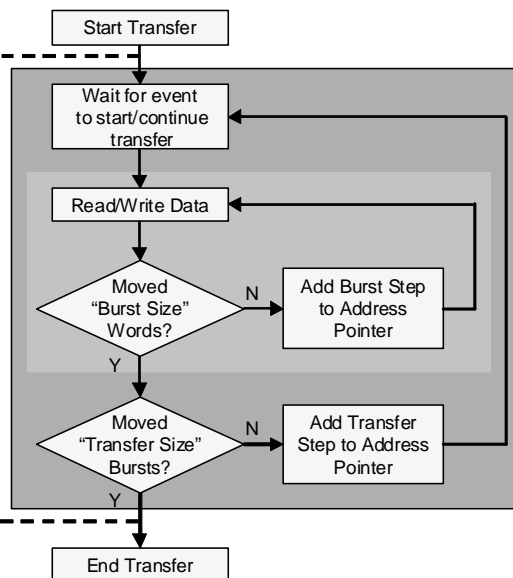 Start Transfer
Wait for event
to start/continue
transfer
Read/Write Data
Moved
“Burst Size”
Words?
N
Add Burst Step
to Address
Pointer
Y
Moved
“Transfer Size”
Bursts?
N
Add Transfer
Step to Address
Pointer
Y
End Transfer